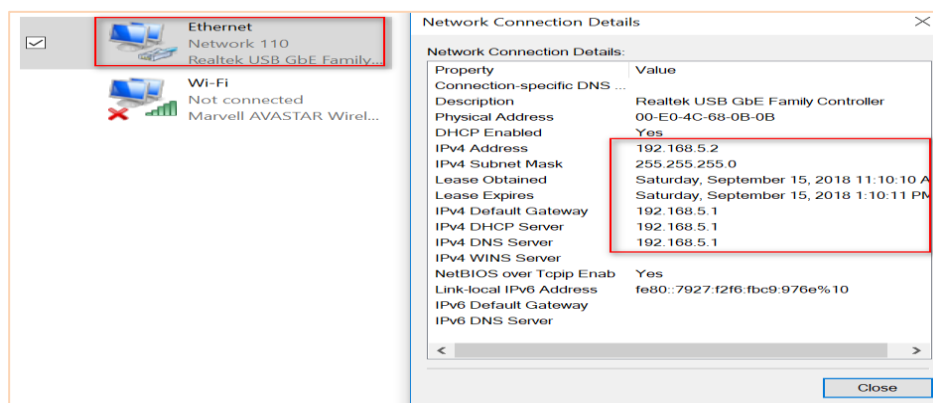 Ethernet
Network 110
Realtek USB GbE Family...
Wi-Fi
Not connected
Marvell AVASTAR Wirel...
Network Connection Details
Network Connection Details:
Property Value
Connection-specific DNS ...
Description Realtek USB GbE Family Controller
Physical Address 00-E0-4C-68-0B-0B
DHCP Enabled Yes
IPv4 Address 192.168.5.2
IPv4 Subnet Mask 255.255.255.0
Lease Obtained Saturday, September 15, 2018 11:10:10 A
Lease Expires Saturday, September 15, 2018 1:10:11 PM
IPv4 Default Gateway 192.168.5.1
IPv4 DHCP Server 192.168.5.1
IPv4 DNS Server 192.168.5.1
IPv4 WINS Server
NetBIOS over Tcpip Enab Yes
Link-local IPv6 Address fe80::7927:f2f6:fbc9:976e%10
IPv6 Default Gateway
IPv6 DNS Server
Close